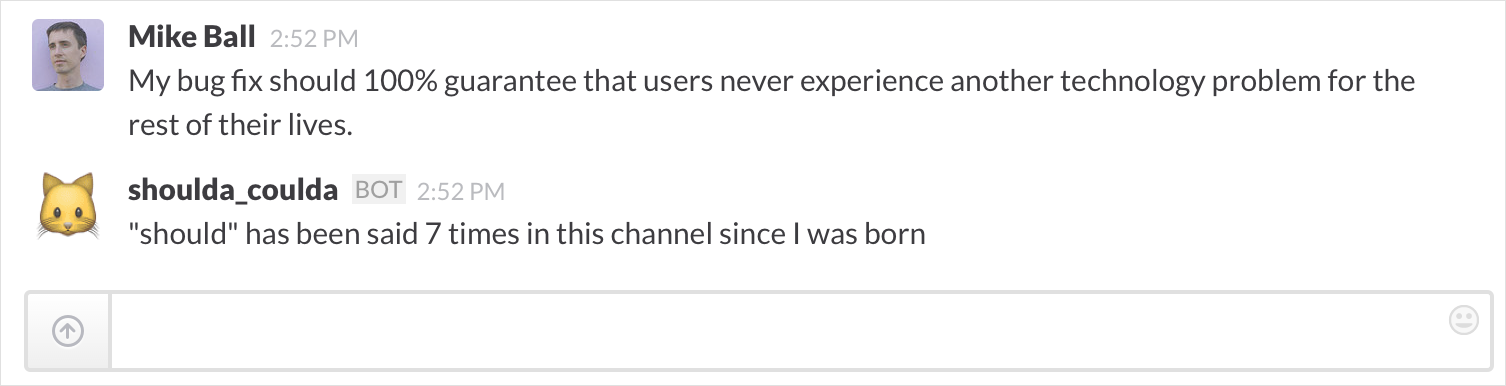 Mike Ball 2:52 PM
My bug fix should 100% guarantee that users never experience another technology problem for the
rest of their lives.
shoulda_coulda BOT 2:52 PM
"should" has been said 7 times in this channel since I was born